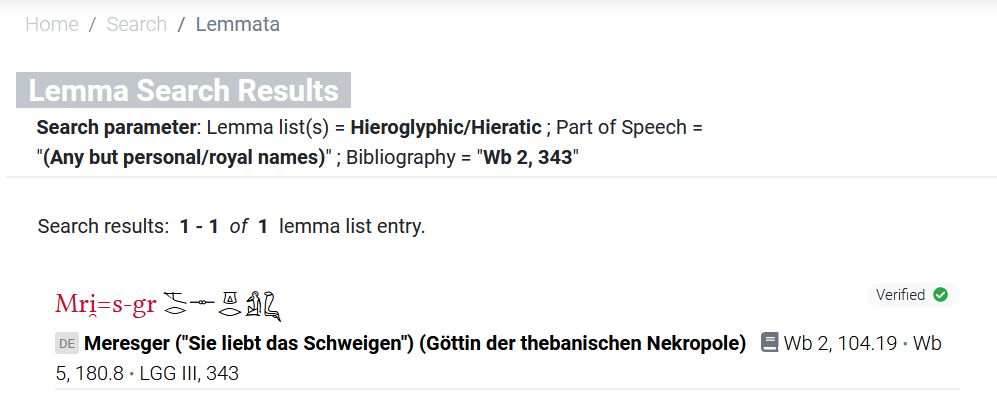 Home / Search / Lemmata
Lemma Search Results
Search parameter: Lemma list(s) = Hieroglyphic/Hieratic ; Part of Speech =
"(Any but personal/royal names)" ; Bibliography = "Wb 2, 343"
Search results: 1 - 1 of 1 lemma list entry.
Mri̯=s-gr
Verified
DE Meresger ("Sie liebt das Schweigen") (Göttin der thebanischen Nekropole) Wb 2, 104.19 • Wb
5, 180.8 • LGG III, 343